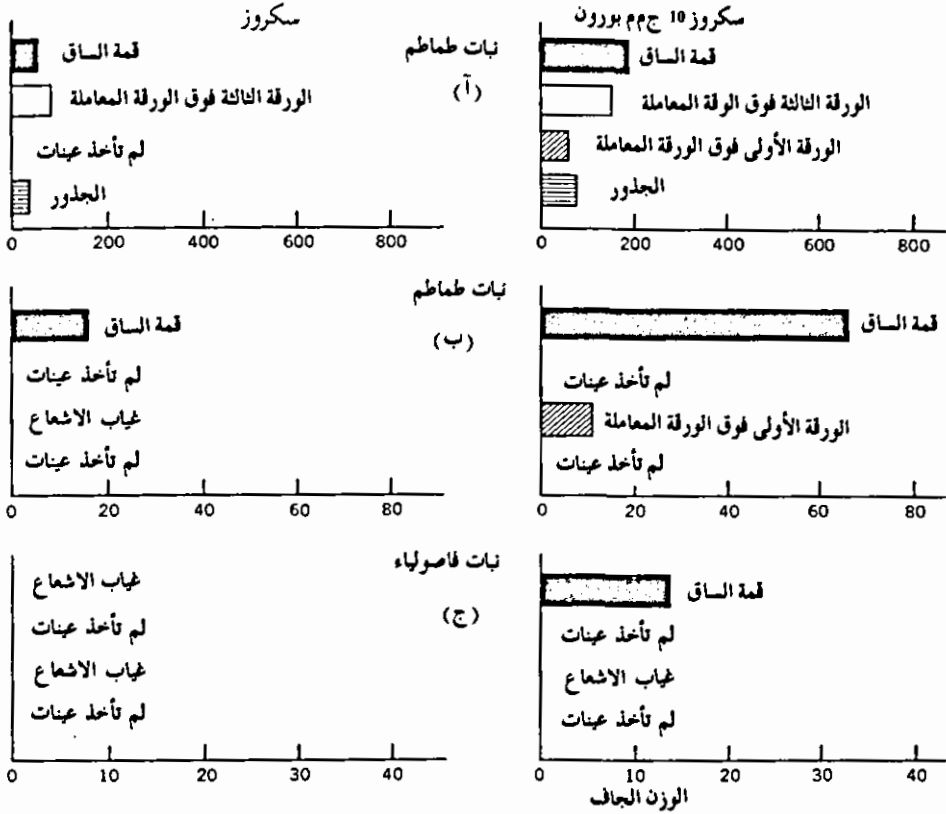 سكروز
سكروز 10 ج‌م‌م بورون
نبات طماطم
(أ)
قمة الساق
الورقة الثالثة فوق الورقة المعاملة
لم تأخذ عينات
الجذور
0 200 400 600 800
قمة الساق
الورقة الثالثة فوق الوقة المعاملة
الورقة الأولى فوق الورقة المعاملة
الجذور
0 200 400 600 800
نبات طماطم
(ب)
قمة الساق
لم تأخذ عينات
غياب الاشعاع
لم تأخذ عينات
0 20 40 60 80
قمة الساق
لم تأخذ عينات
الورقة الأولى فوق الورقة المعاملة
لم تأخذ عينات
0 20 40 60 80
نبات فاصولياء
(ج)
غياب الاشعاع
لم تأخذ عينات
غياب الاشعاع
لم تأخذ عينات
0 10 20 30 40
قمة الساق
لم تأخذ عينات
غياب الاشعاع
لم تأخذ عينات
0 10 20 30 40
الوزن الجاف